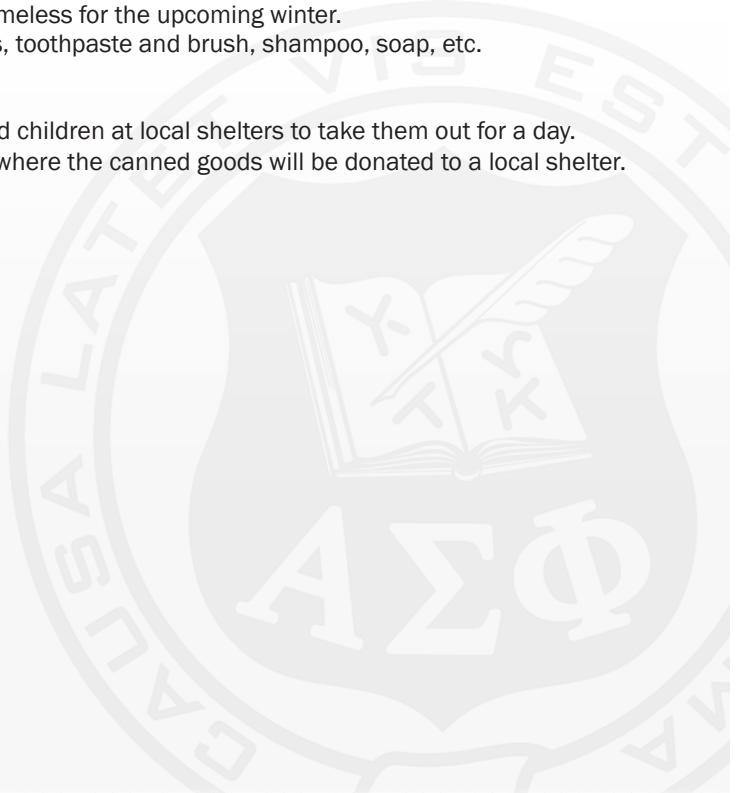 meless for the upcoming winter.
s, toothpaste and brush, shampoo, soap, etc.
d children at local shelters to take them out for a day.
where the canned goods will be donated to a local shelter.
CAUSA LATET VIS EST
ΑΣΦ